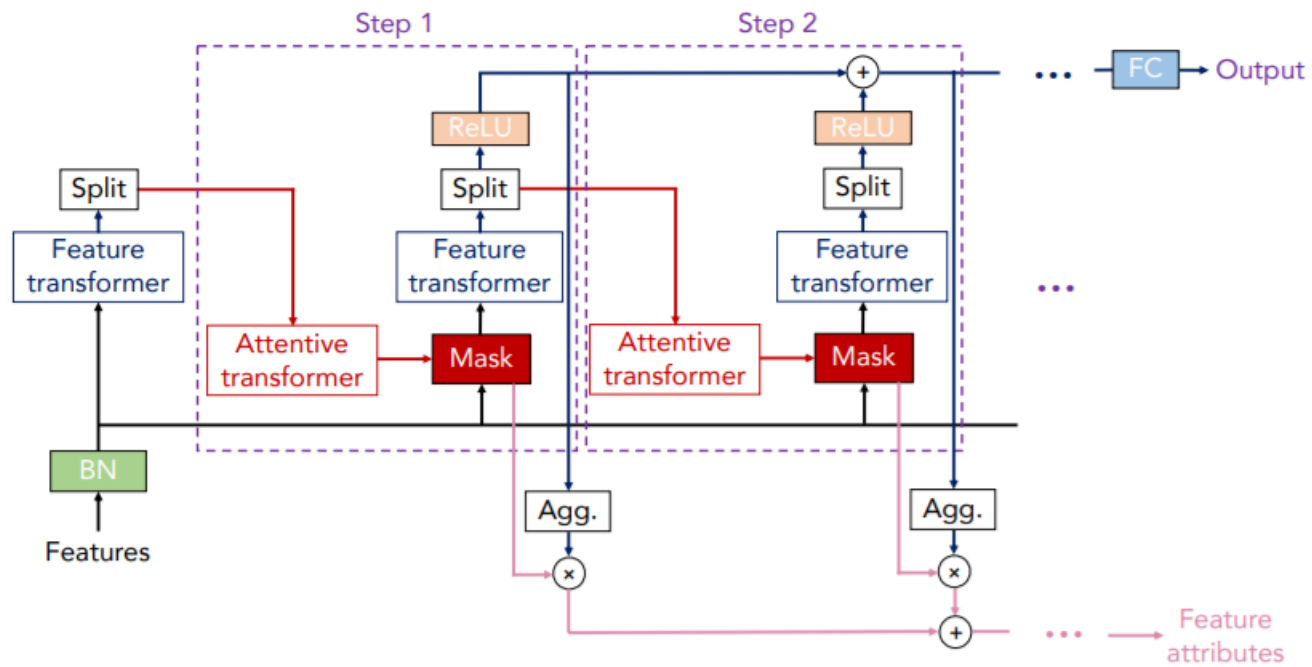 Step 1
Step 2
+
...
FC
Output
ReLU
ReLU
Split
Split
Split
Feature
transformer
Feature
transformer
Feature
transformer
...
Attentive
transformer
Mask
Attentive
transformer
Mask
BN
Agg.
Agg.
Features
×
×
+
...
Feature
attributes